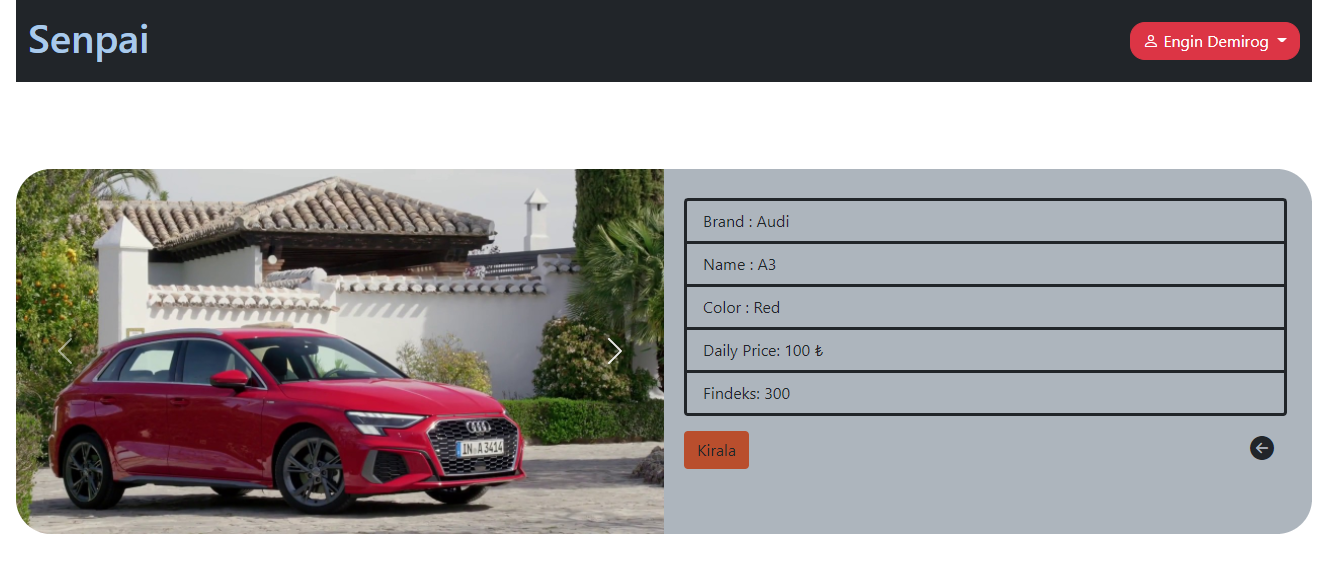 Senpai
Engin Demirog
Brand : Audi
Name : A3
Color : Red
Daily Price: 100 ₺
Findeks: 300
Kirala
IN A 3414